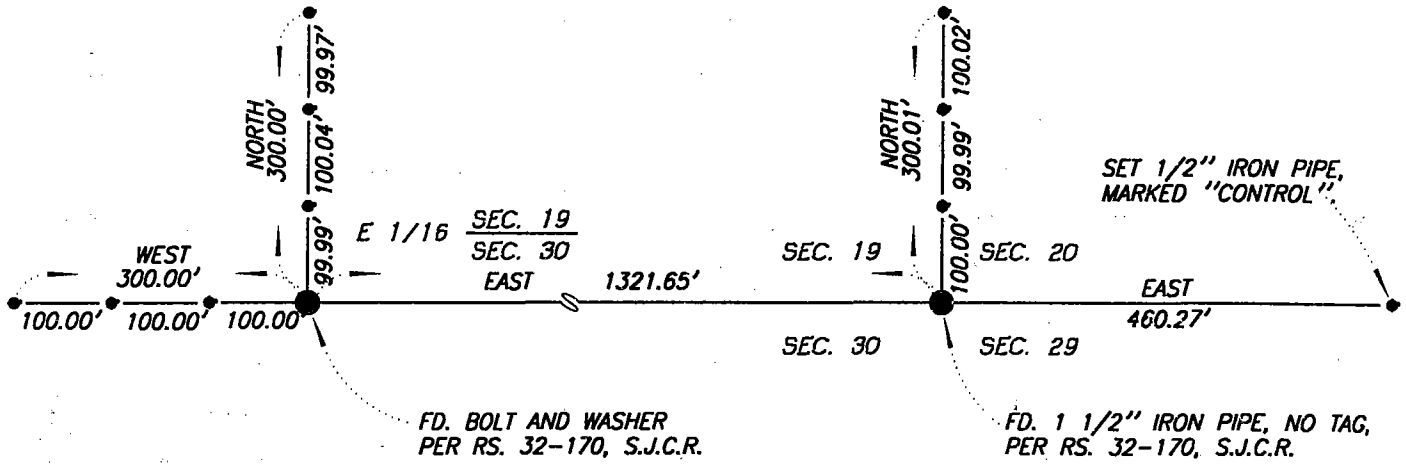 99.97'
100.02'
NORTH
300.00'
100.04'
NORTH
300.01'
99.99'
SET 1/2" IRON PIPE,
MARKED "CONTROL".
99.99'
E 1/16 SEC. 19
SEC. 30
SEC. 19
100.00'
SEC. 20
WEST
300.00'
EAST 1321.65'
EAST
460.27'
100.00' 100.00' 100.00'
SEC. 30 SEC. 29
FD. BOLT AND WASHER
PER RS. 32-170, S.J.C.R.
FD. 1 1/2" IRON PIPE, NO TAG,
PER RS. 32-170, S.J.C.R.